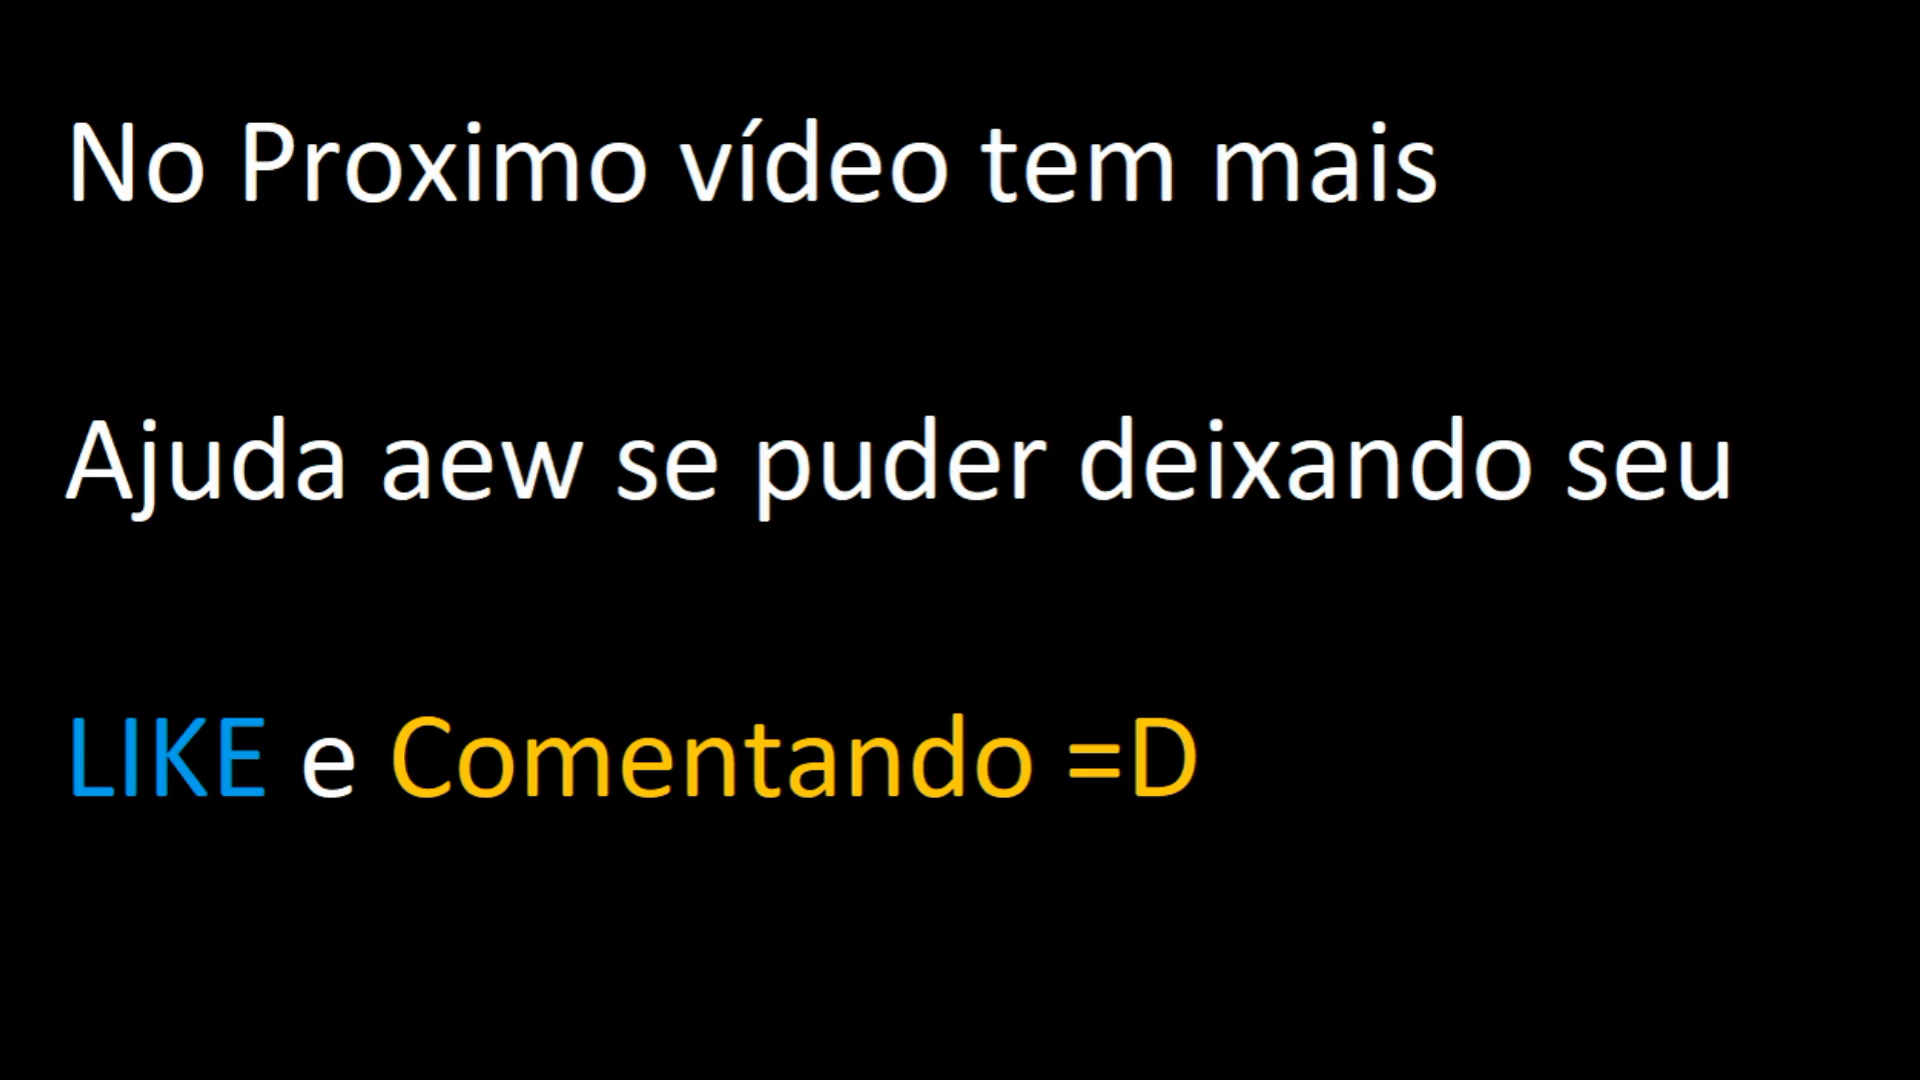 No Proximo vídeo tem mais
Ajuda aew se puder deixando seu
LIKE e Comentando =D